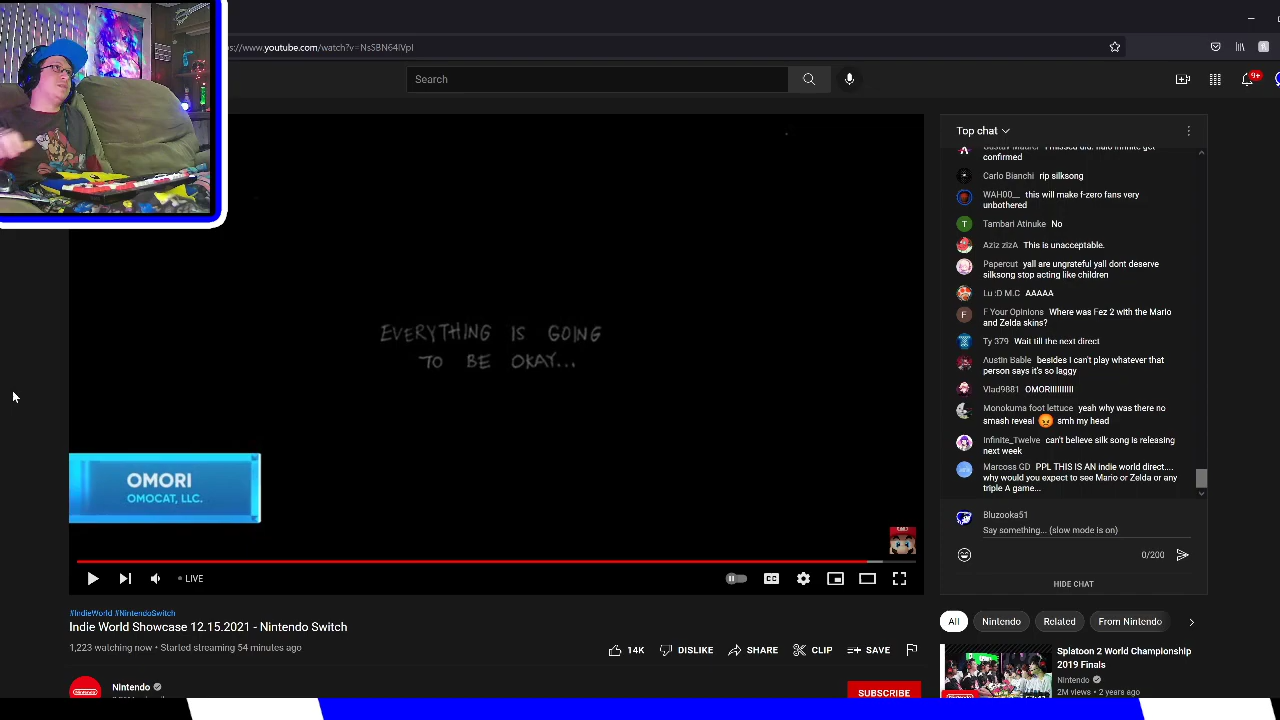 ps://www.youtube.com/watch?v=NsSBN64lVpI
Search
9+
EVERYTHING IS GOING
TO BE OKAY...
OMORI
OMOCAT, LLC.
LIVE
CC
#IndieWorld #NintendoSwitch
Indie World Showcase 12.15.2021 - Nintendo Switch
1,223 watching now • Started streaming 54 minutes ago
14K
DISLIKE
SHARE
CLIP
SAVE
Nintendo
SUBSCRIBE
Top chat
confirmed
Carlo Bianchi rip silksong
WAH00__ this will make f-zero fans very
unbothered
Tambari Atinuke No
Aziz zizA This is unacceptable.
Papercut yall are ungrateful yall dont deserve
silksong stop acting like children
Lu :D M.C AAAAA
F Your Opinions Where was Fez 2 with the Mario
and Zelda skins?
Ty 379 Wait till the next direct
Austin Bable besides I can't play whatever that
person says it's so laggy
Vlad9881 OMORIIIIIIIIII
Monokuma foot lettuce yeah why was there no
smash reveal 😡 smh my head
Infinite_Twelve can't believe silk song is releasing
next week
Marcoss GD PPL THIS IS AN indie world direct....
why would you expect to see Mario or Zelda or any
triple A game...
Bluzooka51
Say something... (slow mode is on)
0/200
HIDE CHAT
All
Nintendo
Related
From Nintendo
Splatoon 2 World Championship
2019 Finals
Nintendo
2M views • 2 years ago